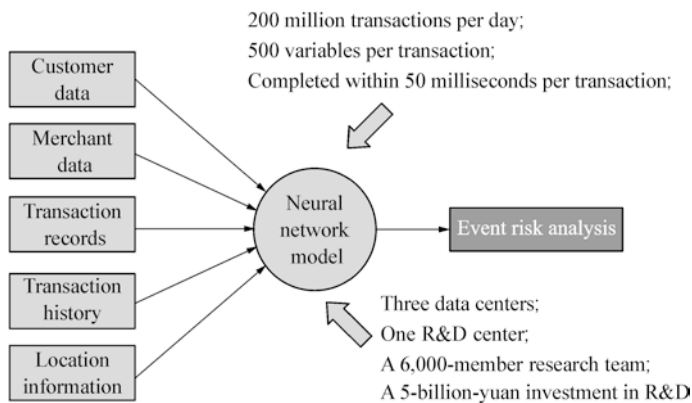 200 million transactions per day;
500 variables per transaction;
Completed within 50 milliseconds per transaction;
Customer
data
Merchant
data
Transaction
records
Transaction
history
Location
information
Neural
network
model
Event risk analysis
Three data centers;
One R&D center;
A 6,000-member research team;
A 5-billion-yuan investment in R&D